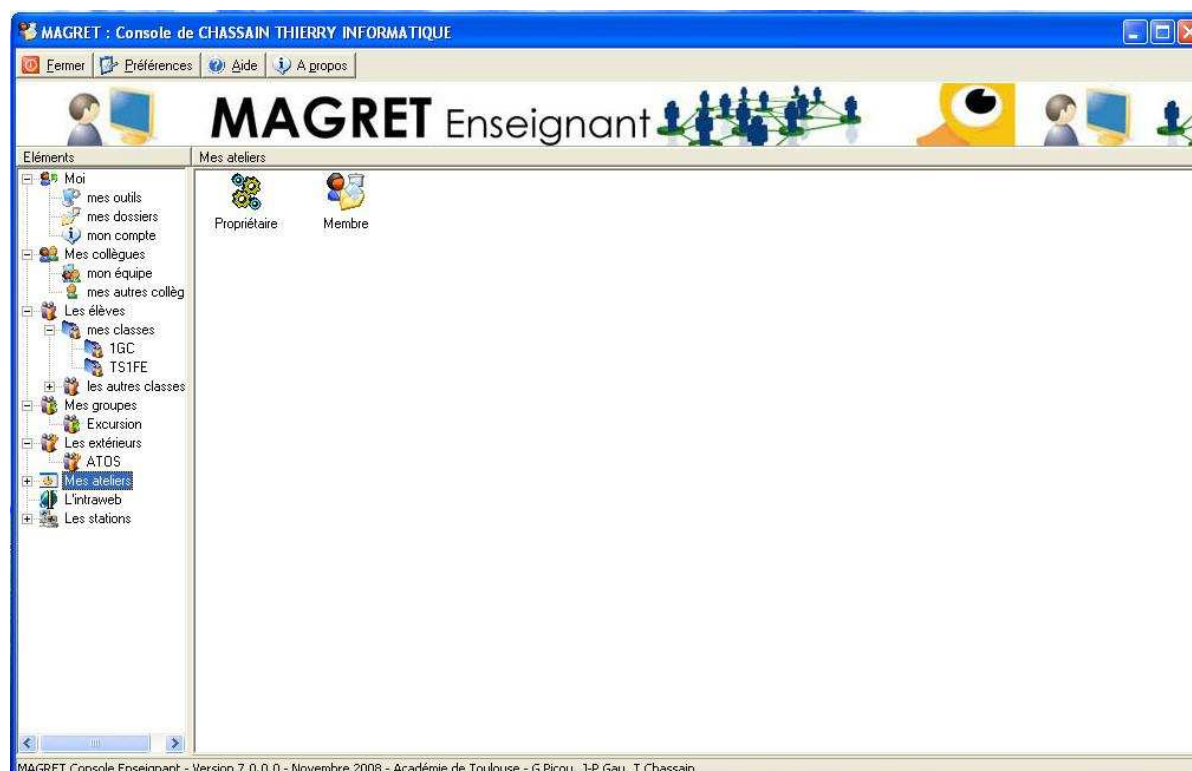 MAGRET : Console de CHASSAIN THIERRY INFORMATIQUE
Fermer Préférences Aide A propos
MAGRET Enseignant
Eléments Mes ateliers
Moi
mes outils
mes dossiers
mon compte
Mes collègues
mon équipe
mes autres collèg
Les élèves
mes classes
1GC
TS1FE
les autres classes
Mes groupes
Excursion
Les extérieurs
ATOS
Mes ateliers
L'intraweb
Les stations
Propriétaire Membre
MAGRET Console Enseignant - Version 7.0.0.0 - Novembre 2008 - Académie de Toulouse - G.Picou, J-P Gau, T.Chassain